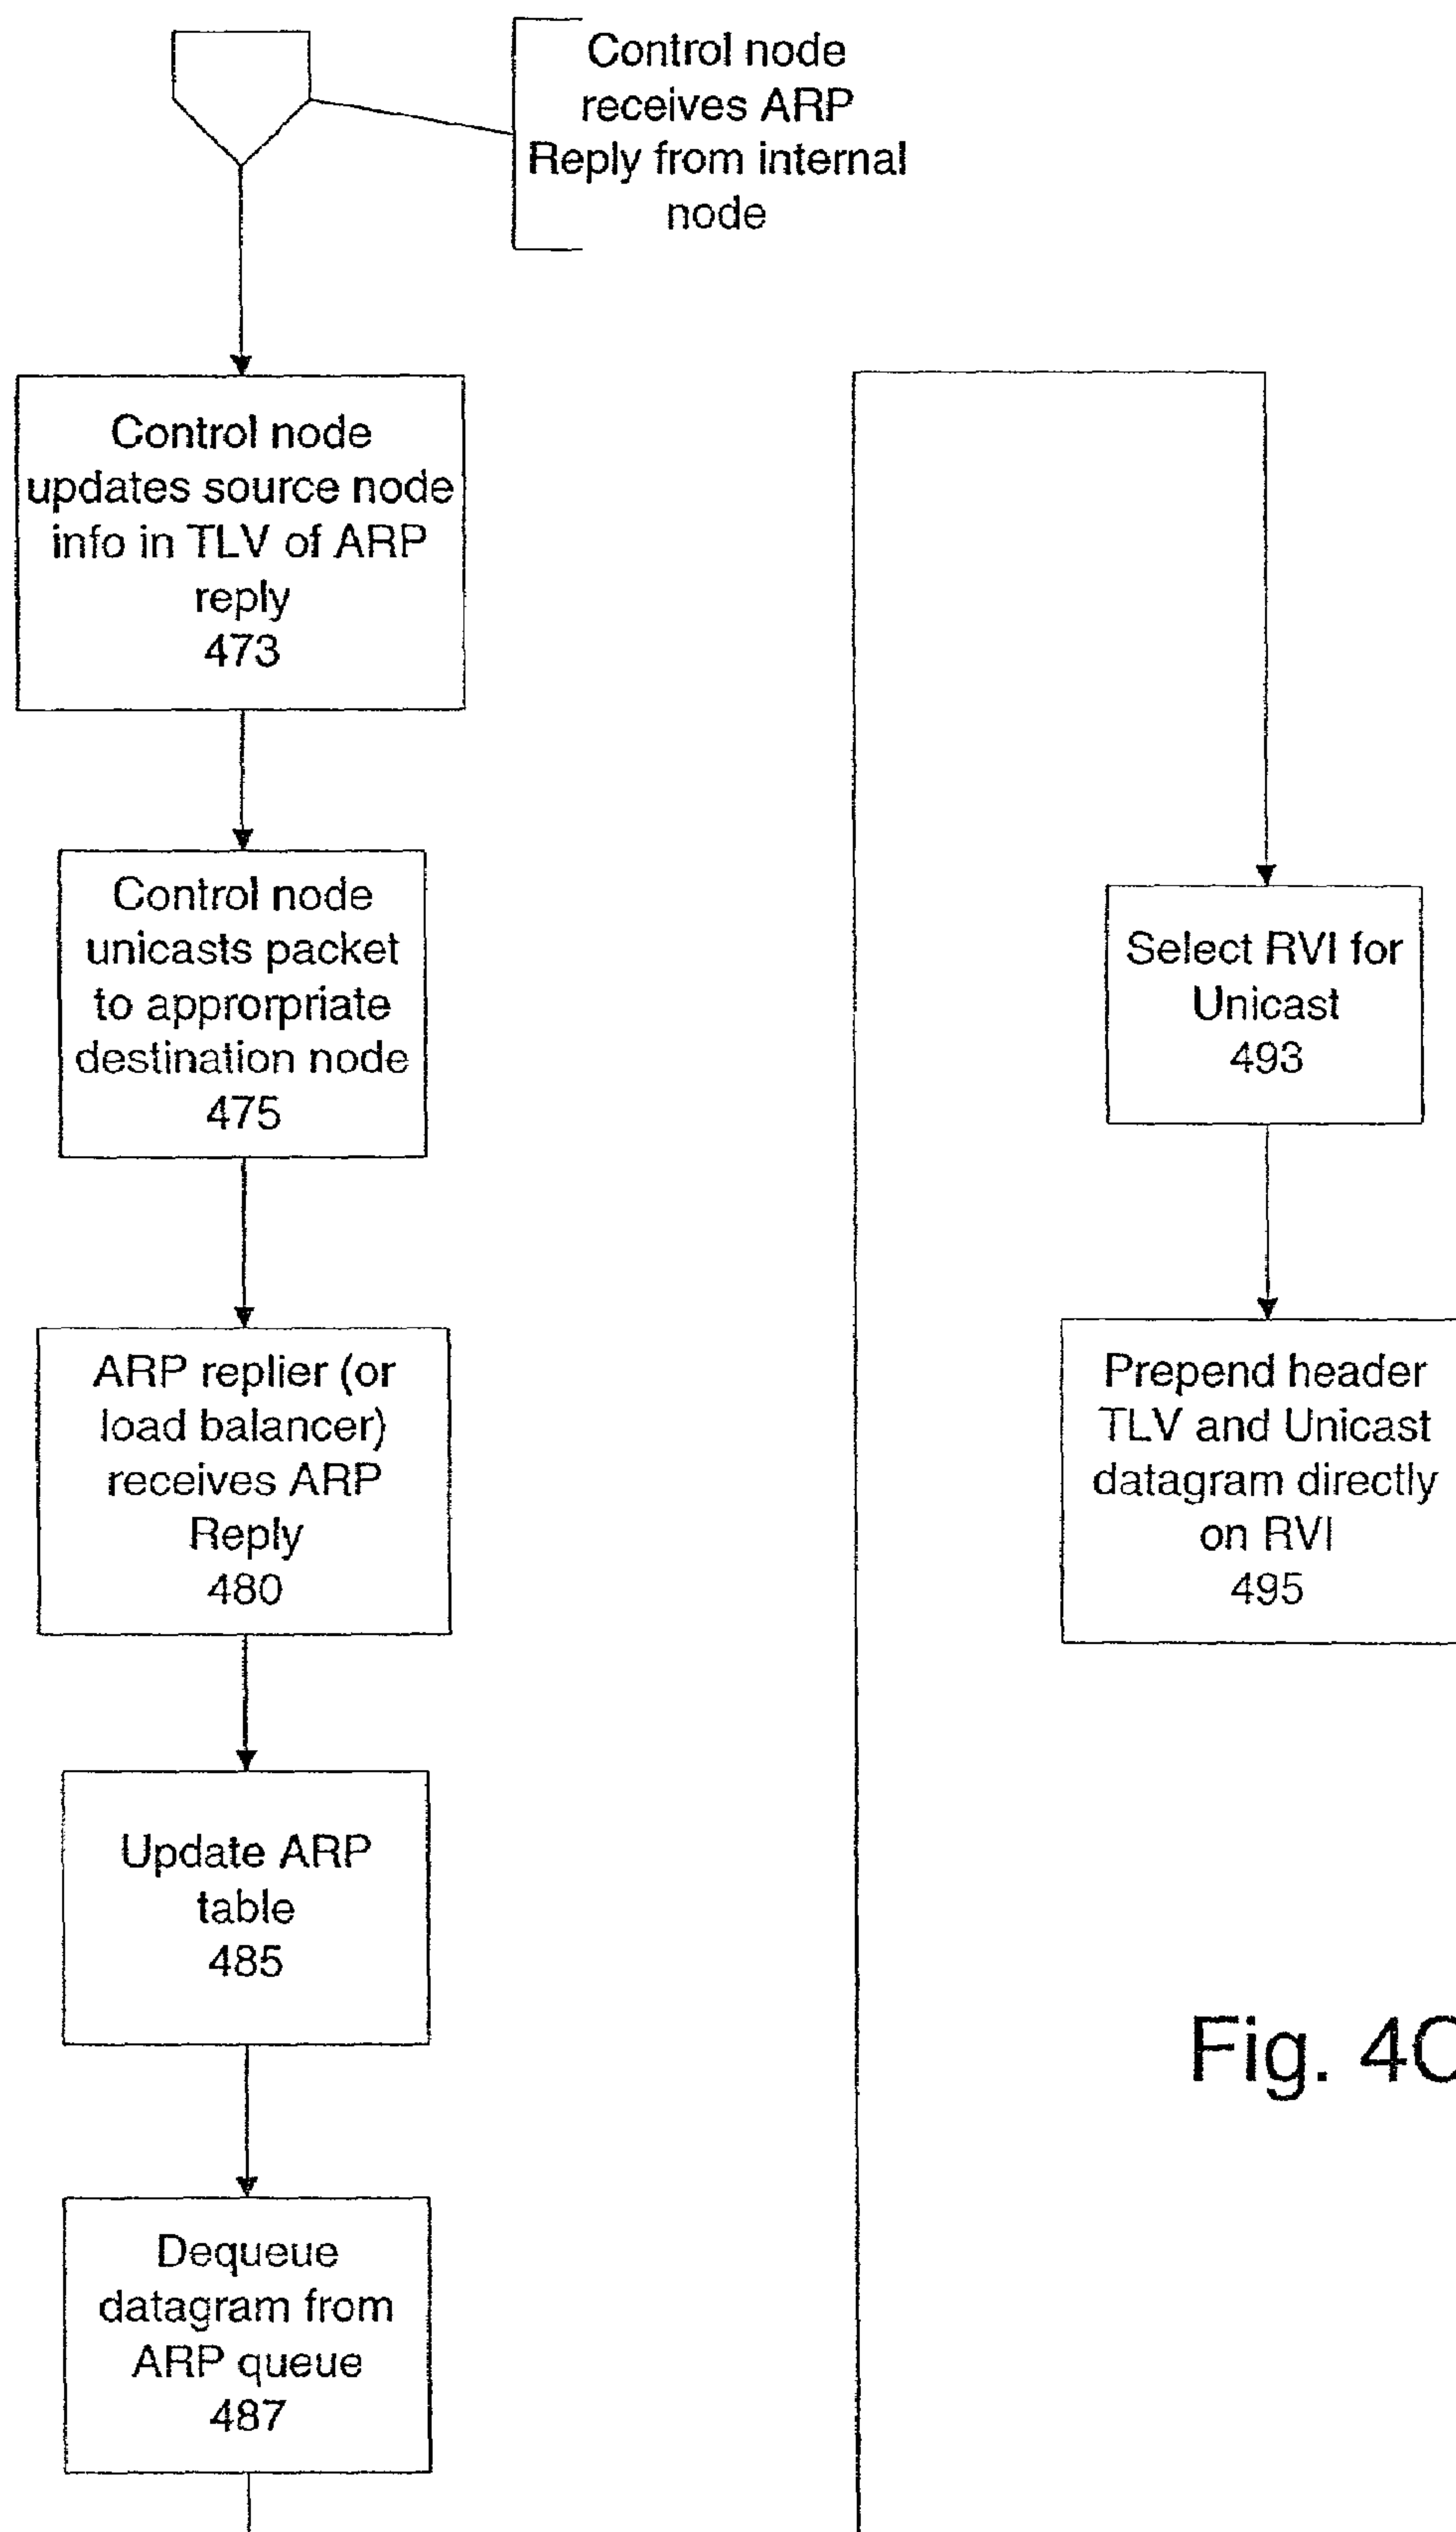 Control node
receives ARP
Reply from internal
node
Control node
updates source node
info in TLV of ARP
reply
473
Control node
unicasts packet
to approrpriate
destination node
475
ARP replier (or
load balancer)
receives ARP
Reply
480
Update ARP
table
485
Dequeue
datagram from
ARP queue
487
Select RVI for
Unicast
493
Prepend header
TLV and Unicast
datagram directly
on RVI
495
Fig. 4C